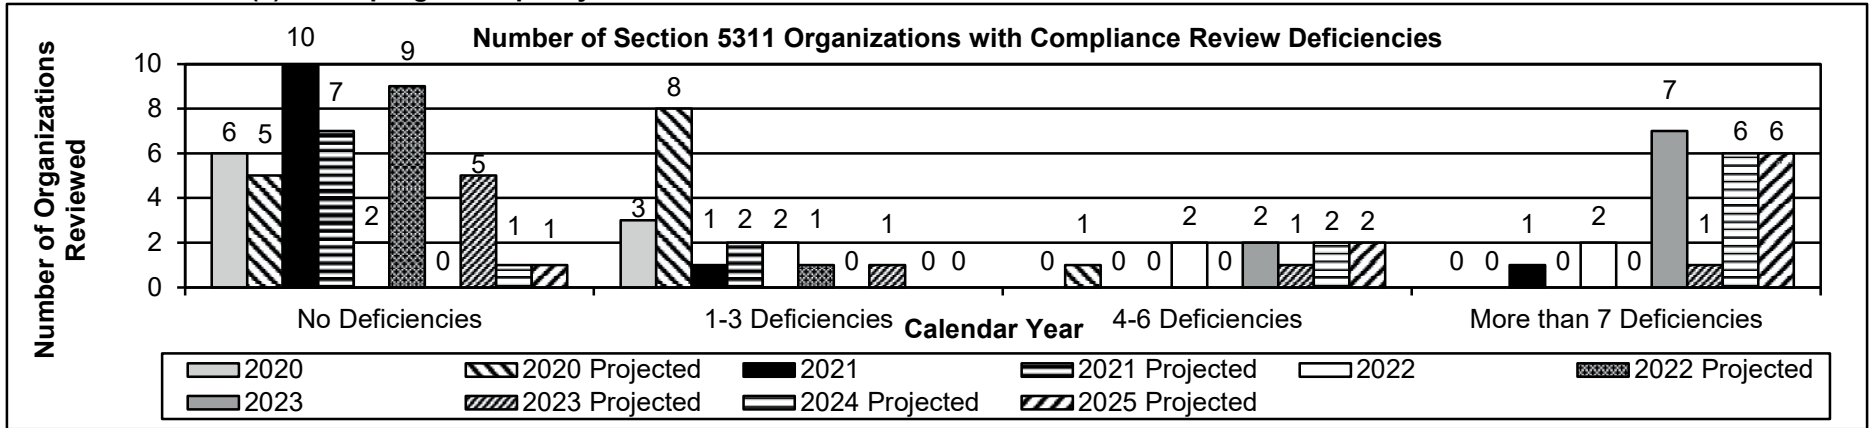 Number of Section 5311 Organizations with Compliance Review Deficiencies
Number of Organizations
Reviewed
10
8
6
4
2
0
6 5 10 7 2 9 0 5 1 1
3 8 1 2 2 1 0 1 0 0
0 1 0 0 2 0 2 1 2 2
0 0 1 0 2 0 7 1 6 6
No Deficiencies 1-3 Deficiencies 4-6 Deficiencies More than 7 Deficiencies
Calendar Year
2020 2020 Projected 2021 2021 Projected 2022 2022 Projected
2023 2023 Projected 2024 Projected 2025 Projected